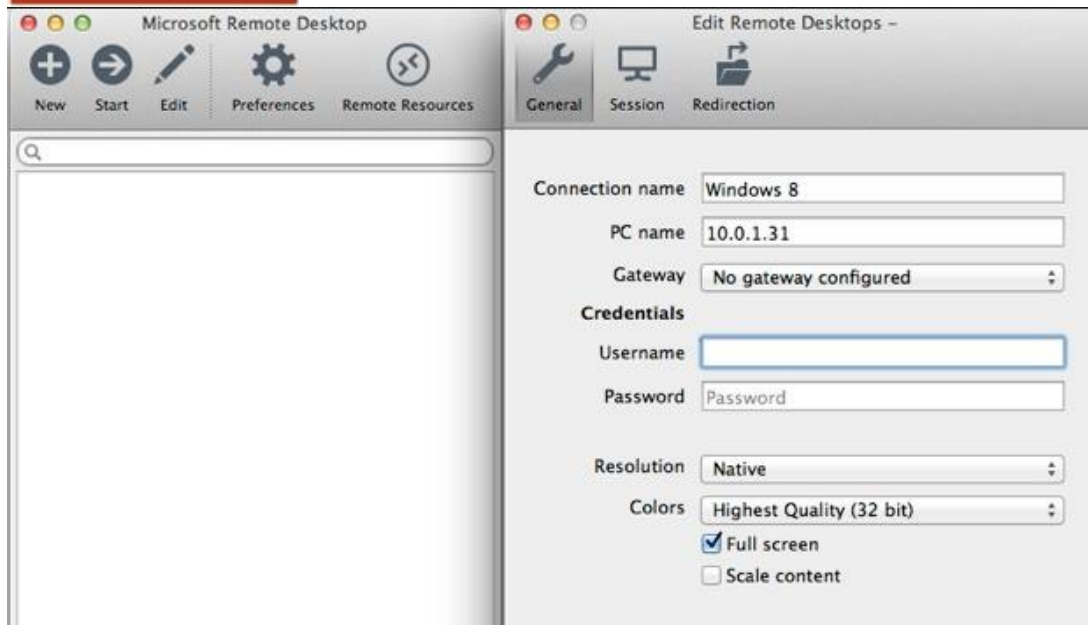 Microsoft Remote Desktop
New Start Edit Preferences Remote Resources
Edit Remote Desktops –
General Session Redirection
Connection name Windows 8
PC name 10.0.1.31
Gateway No gateway configured
Credentials
Username
Password Password
Resolution Native
Colors Highest Quality (32 bit)
Full screen
Scale content